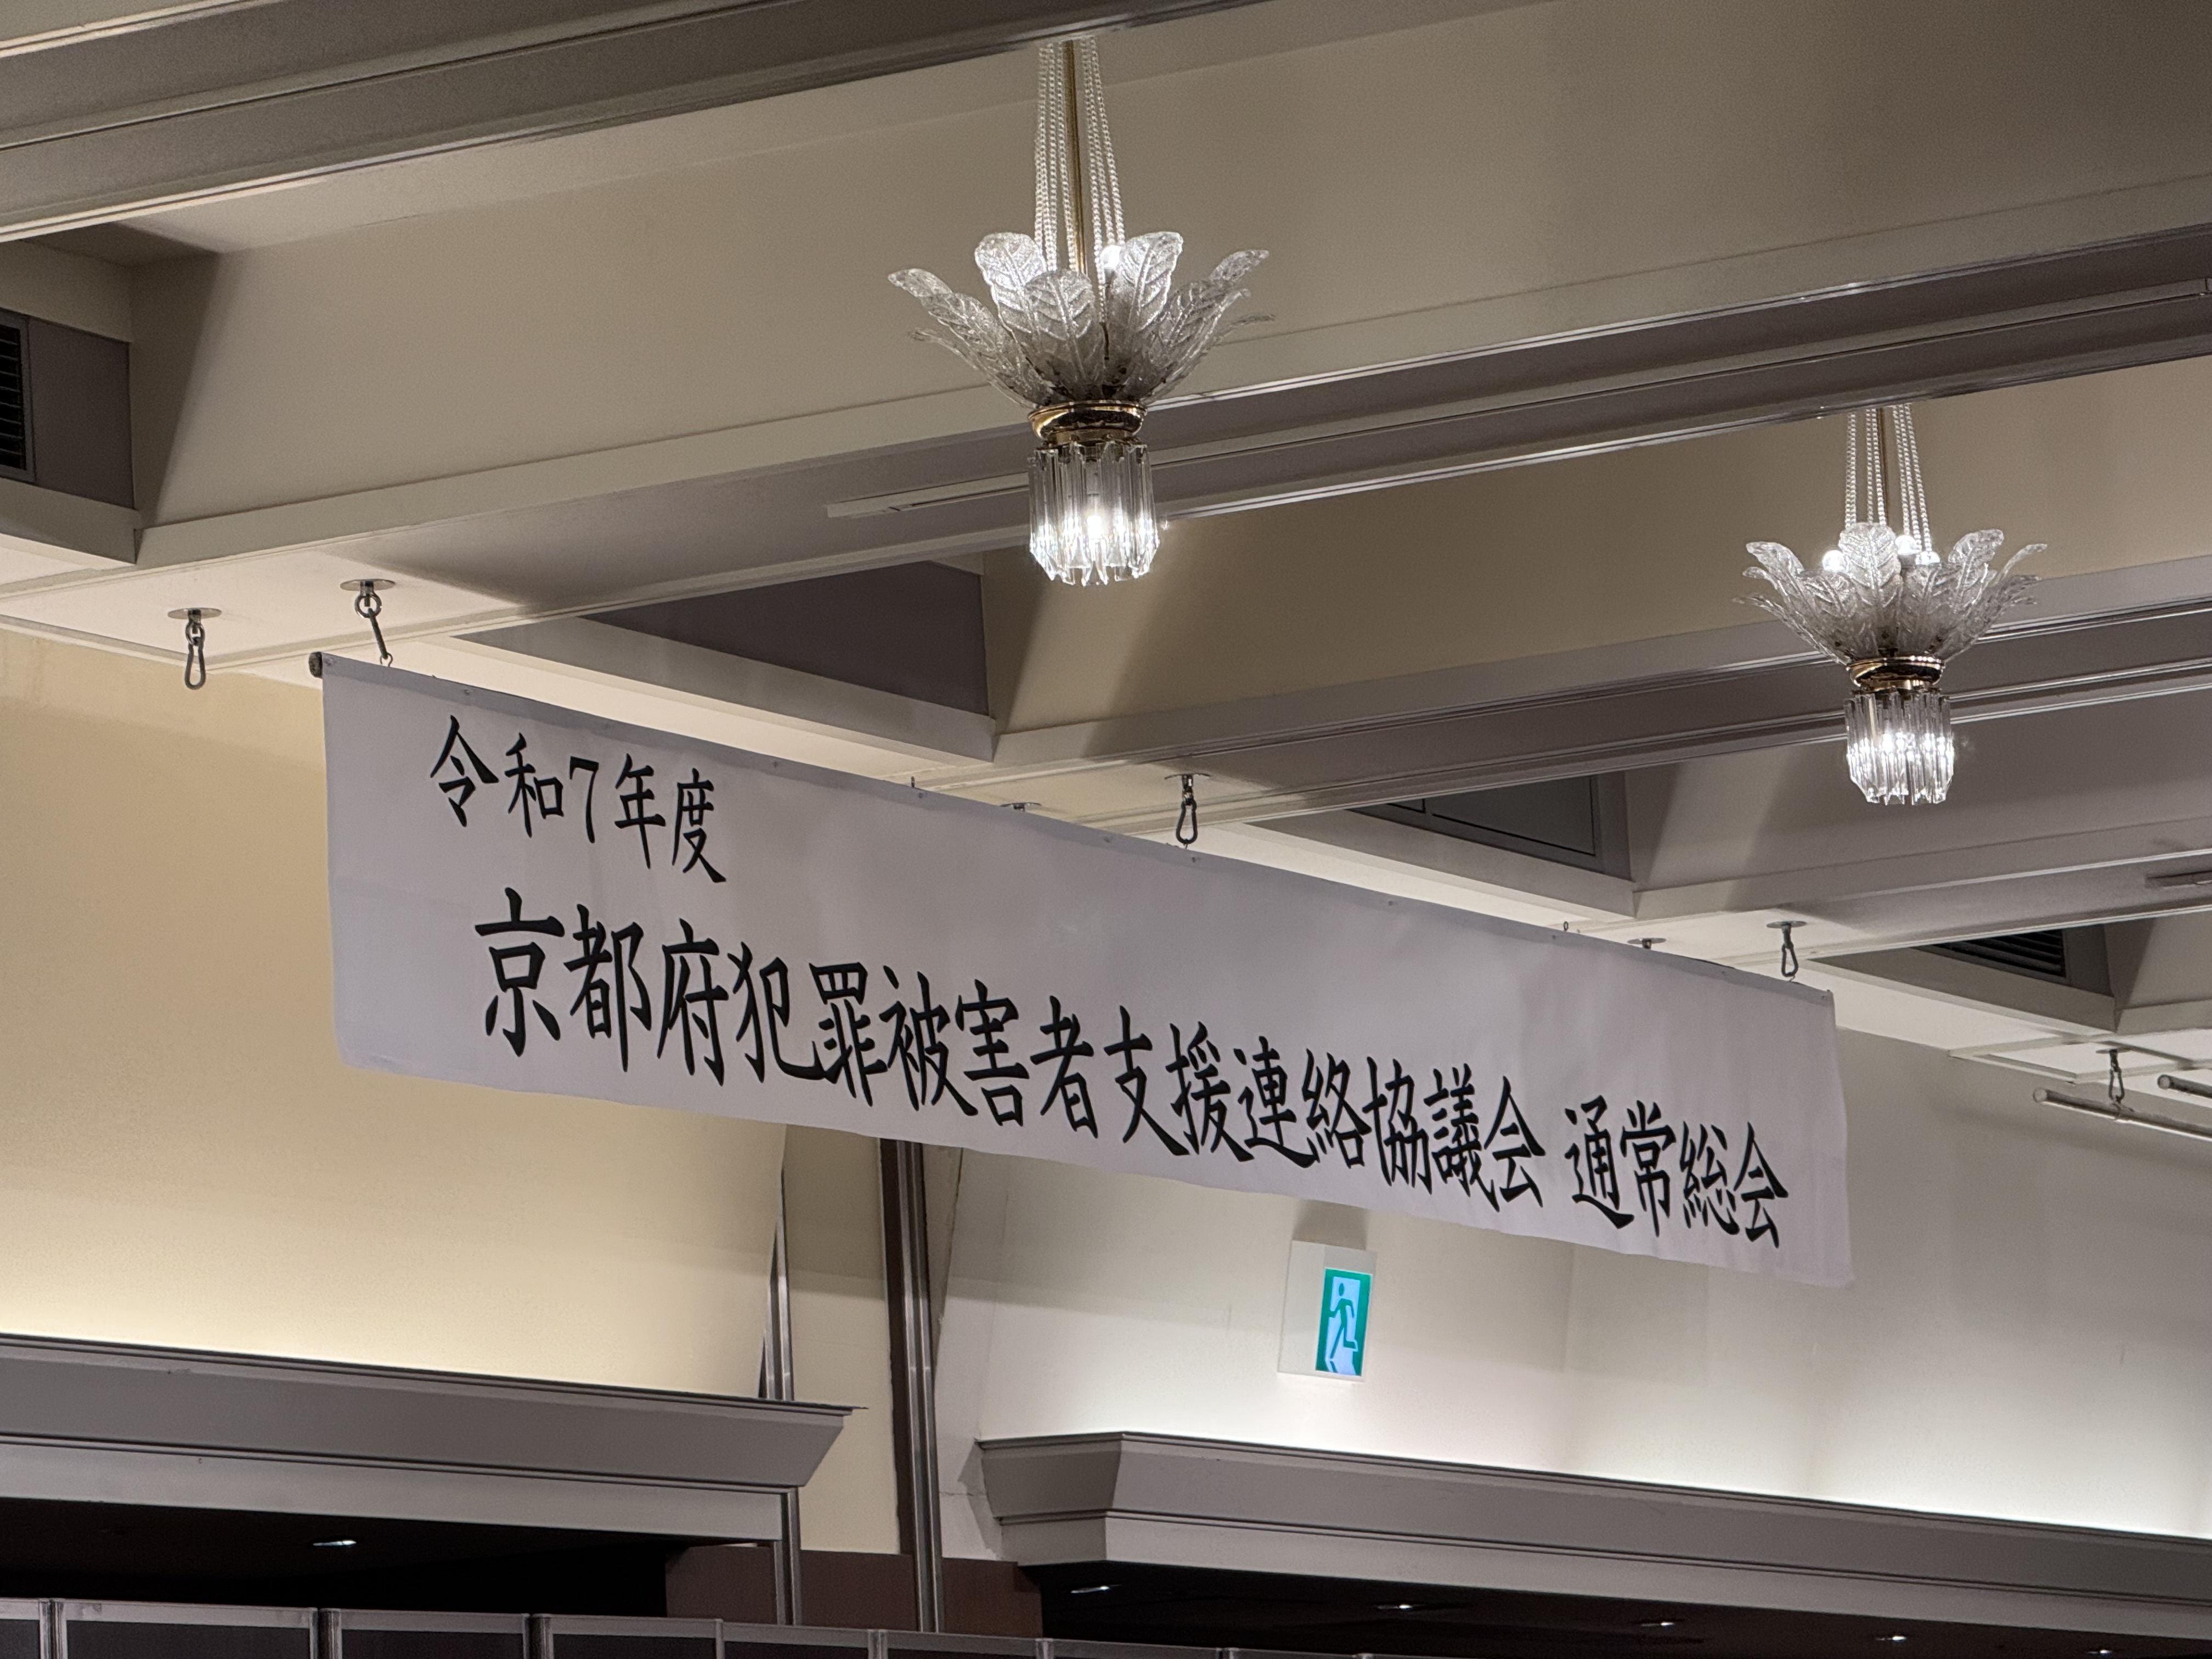 令和7年度
京都府犯罪被害者支援連絡協議会 通常総会